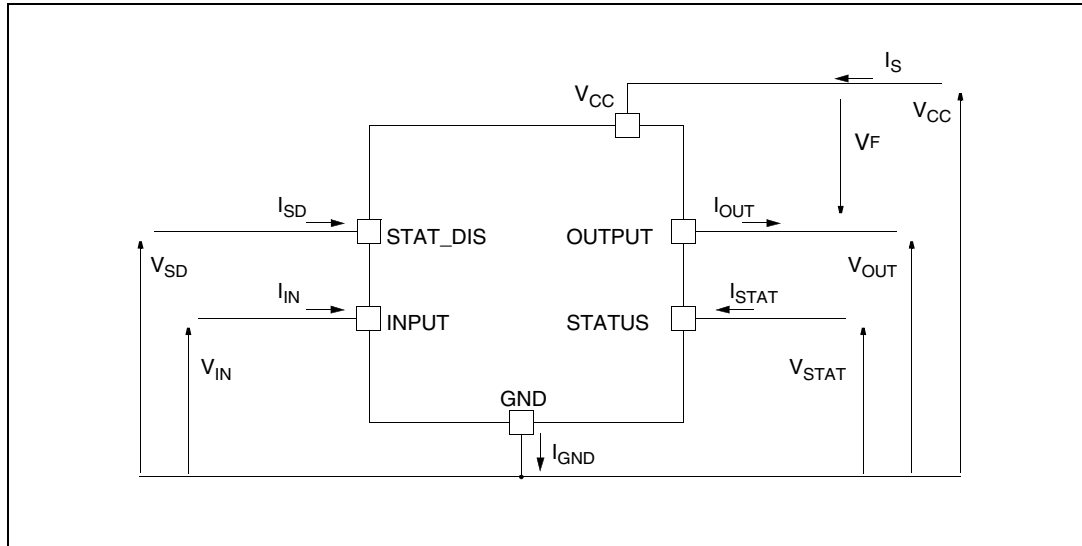 I_S
V_CC
V_CC
V_F
I_SD
I_OUT
STAT_DIS
OUTPUT
V_SD
V_OUT
I_IN
I_STAT
INPUT
STATUS
V_IN
V_STAT
GND
I_GND